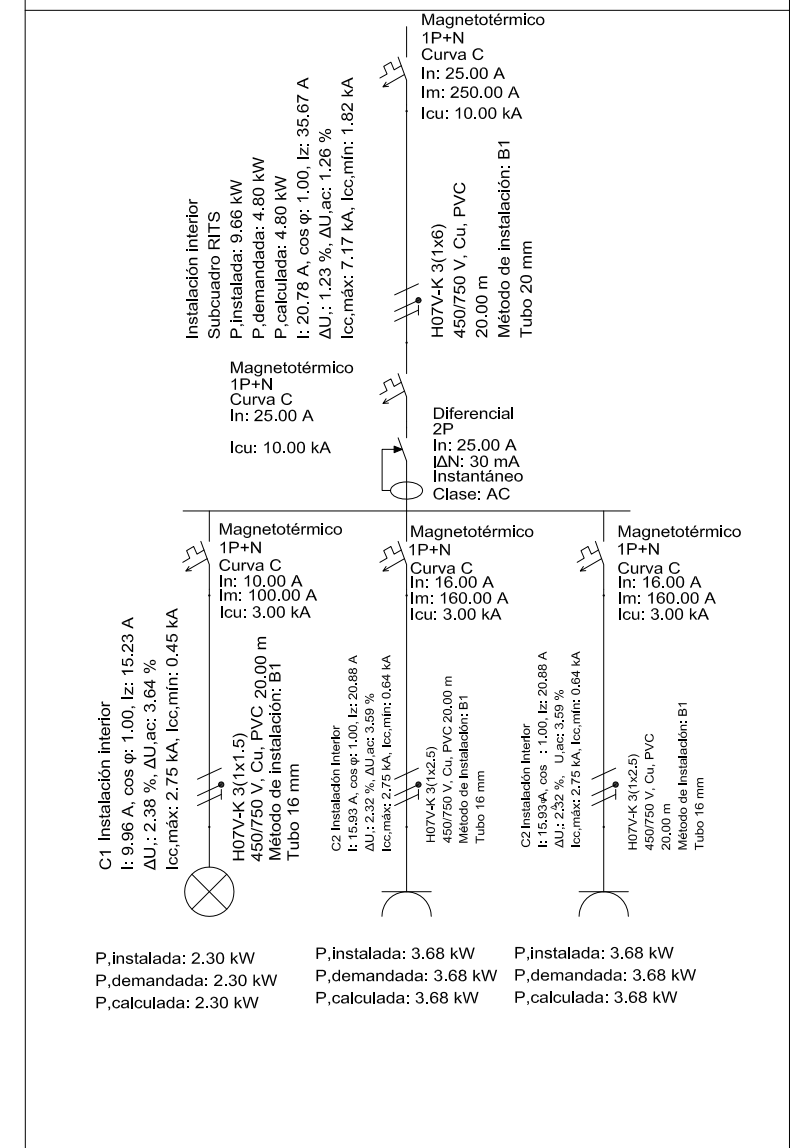 Magnetotérmico
1P+N
Curva C
In: 25.00 A
Im: 250.00 A
Icu: 10.00 kA
Instalación interior
Subcuadro RITS
P,instalada: 9.66 kW
P,demandada: 4.80 kW
P,calculada: 4.80 kW
I: 20.78 A, cos φ: 1.00, Iz: 35.67 A
ΔU,: 1.23 %, ΔU,ac: 1.26 %
Icc,máx: 7.17 kA, Icc,mín: 1.82 kA
H07V-K 3(1x6)
450/750 V, Cu, PVC
20.00 m
Método de instalación: B1
Tubo 20 mm
Magnetotérmico
1P+N
Curva C
In: 25.00 A
Icu: 10.00 kA
Diferencial
2P
In: 25.00 A
IΔN: 30 mA
Instantáneo
Clase: AC
Magnetotérmico
1P+N
Curva C
In: 10.00 A
Im: 100.00 A
Icu: 3.00 kA
Magnetotérmico
1P+N
Curva C
In: 16.00 A
Im: 160.00 A
Icu: 3.00 kA
Magnetotérmico
1P+N
Curva C
In: 16.00 A
Im: 160.00 A
Icu: 3.00 kA
C1 Instalación interior
I: 9.96 A, cos φ: 1.00, Iz: 15.23 A
ΔU,: 2.38 %, ΔU,ac: 3.64 %
Icc,máx: 2.75 kA, Icc,mín: 0.45 kA
H07V-K 3(1x1.5)
450/750 V, Cu, PVC 20.00 m
Método de instalación: B1
Tubo 16 mm
C2 Instalación Interior
I: 15.93 A, cos φ: 1.00, Iz: 20.88 A
ΔU,: 2.32 %, ΔU,ac: 3.59 %
Icc,máx: 2.75 kA, Icc,mín: 0.64 kA
H07V-K 3(1x2.5)
450/750 V, Cu, PVC 20.00 m
Método de Instalación: B1
Tubo 16 mm
C2 Instalación Interior
I: 15.93 A, cos φ: 1.00, Iz: 20.88 A
ΔU,: 2.32 %, U,ac: 3.59 %
Icc,máx: 2.75 kA, Icc,mín: 0.64 kA
H07V-K 3(1x2.5)
450/750 V, Cu, PVC
20.00 m
Método de Instalación: B1
Tubo 16 mm
P,instalada: 2.30 kW
P,demandada: 2.30 kW
P,calculada: 2.30 kW
P,instalada: 3.68 kW
P,demandada: 3.68 kW
P,calculada: 3.68 kW
P,instalada: 3.68 kW
P,demandada: 3.68 kW
P,calculada: 3.68 kW